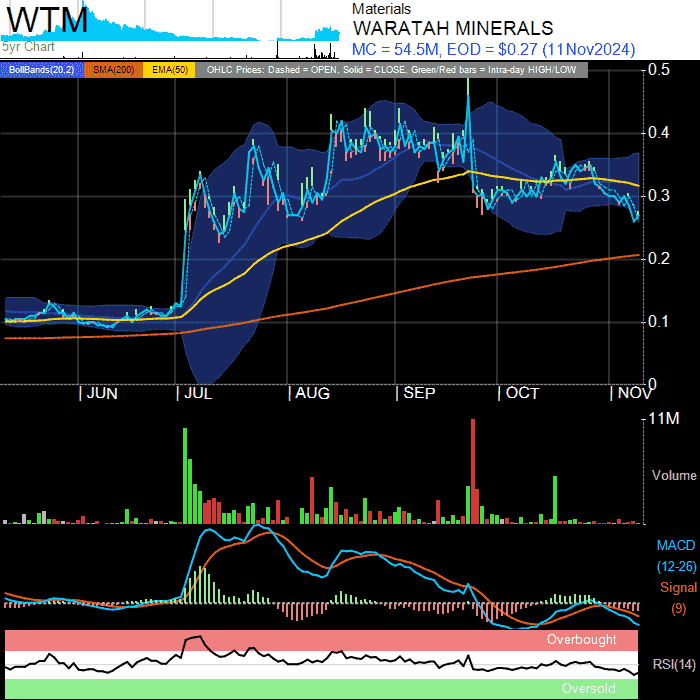 WTM
5yr Chart
Materials
WARATAH MINERALS
MC = 54.5M, EOD = $0.27 (11Nov2024)
BollBands(20,2) SMA(200) EMA(50) OHLC Prices: Dashed = OPEN, Solid = CLOSE, Green/Red bars = Intra-day HIGH/LOW
0.5
0.4
0.3
0.2
0.1
0
| JUN | JUL | AUG | SEP | OCT | NOV
11M
Volume
MACD
(12-26)
Signal
(9)
Overbought
RSI(14)
Oversold